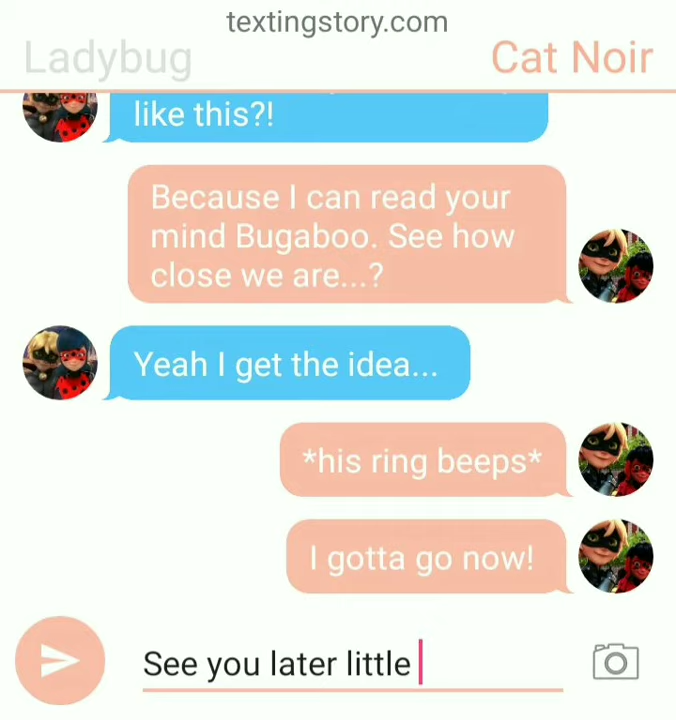 textingstory.com
Ladybug
Cat Noir
like this?!
Because I can read your
mind Bugaboo. See how
close we are...?
Yeah I get the idea...
*his ring beeps*
I gotta go now!
See you later little